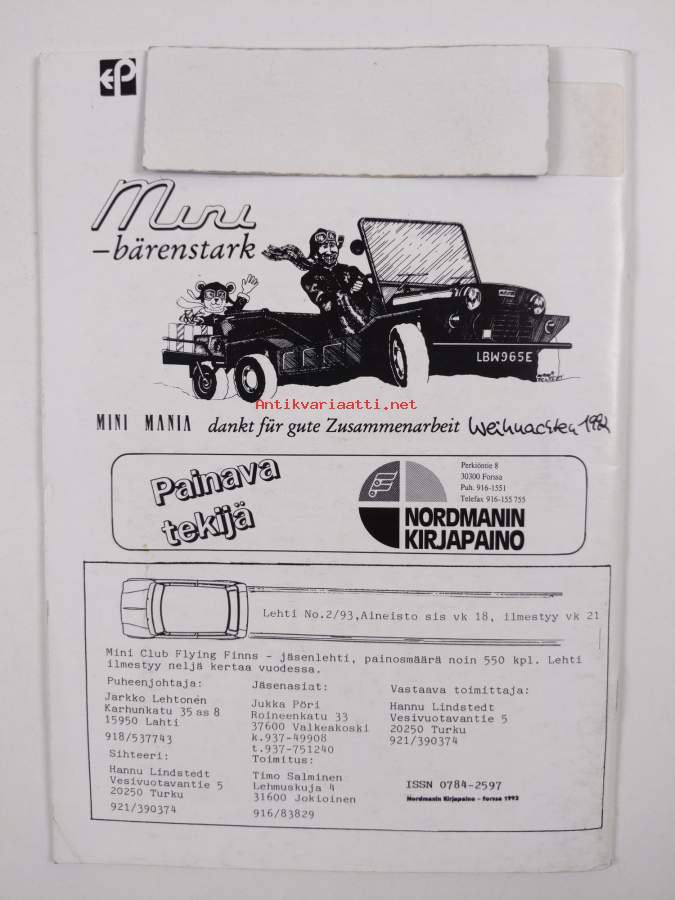 EP
Mini
–bärenstark
LBW965E
Antikvariaatti.net
MINI MANIA dankt für gute Zusammenarbeit Weihnachten 1992
Painava
tekijä
Perkiöntie 8
30300 Forssa
Puh. 916-1551
Telefax 916-155 755
NORDMANIN
KIRJAPAINO
Lehti No.2/93,Aineisto sis vk 18, ilmestyy vk 21
Mini Club Flying Finns - jäsenlehti, painosmäärä noin 550 kpl. Lehti
ilmestyy neljä kertaa vuodessa.
Puheenjohtaja:
Jarkko Lehtonen
Karhunkatu 35 as 8
15950 Lahti
918/537743
Sihteeri:
Hannu Lindstedt
Vesivuotavantie 5
20250 Turku
921/390374
Jäsenasiat:
Jukka Pöri
Roineenkatu 33
37600 Valkeakoski
k.937-49908
t.937-751240
Toimitus:
Timo Salminen
Lehmuskuja 4
31600 Jokioinen
916/83829
Vastaava toimittaja:
Hannu Lindstedt
Vesivuotavantie 5
20250 Turku
921/390374
ISSN 0784-2597
Nordmanin Kirjapaino - Forssa 1993